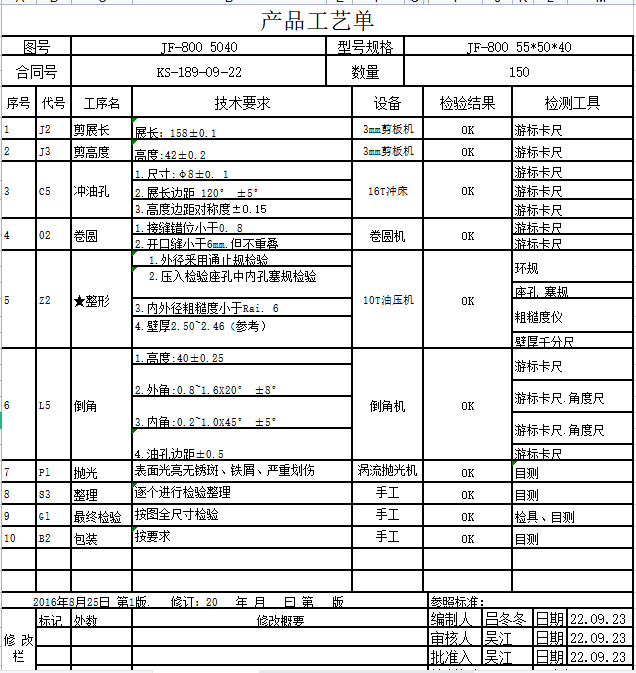 产品工艺单
图号 JF-800 5040 型号规格 JF-800 55*50*40
合同号 KS-189-09-22 数量 150
序号 代号 工序名 技术要求 设备 检验结果 检测工具
1 J2 剪展长 展长: 158±0.1 3mm剪板机 OK 游标卡尺
2 J3 剪高度 高度:42±0.2 3mm剪板机 OK 游标卡尺
3 C5 冲油孔 1.尺寸:φ8±0. 1 16T冲床 OK 游标卡尺
2.展长边距 120° ±5° 游标卡尺
3.高度边距对称度±0.15 游标卡尺
4 02 卷圆 1.接缝错位小于0. 8 卷圆机 OK 游标卡尺
2.开口缝小于6mm.但不重叠 游标卡尺
5 Z2 ★整形 1.外径采用通止规检验 10T油压机 OK 环规
2.压入检验座孔中内孔塞规检验 座孔 塞规
3.内外径粗糙度小于Rai. 6 粗糙度仪
4.壁厚2.50~2.46（参考） 壁厚千分尺
6 L5 倒角 1.高度:40±0.25 倒角机 OK 游标卡尺
2.外角:0.8~1.6X20° ±8° 游标卡尺.角度尺
3.内角:0.2~1.0X45° ±5° 游标卡尺.角度尺
4.油孔边距±0.5 游标卡尺
7 P1 抛光 表面光亮无锈斑、铁屑、严重划伤 涡流抛光机 OK 目测
8 S3 整理 逐个进行检验整理 手工 OK 目测
9 G1 最终检验 按图全尺寸检验 手工 OK 检具、目测
10 B2 包装 按要求 手工 OK 目测
2016年8月25日 第1版. 修订: 20 年 月 日 第 版 参照标准:
修 改 栏 标记 处数 修改概要 编制人 吕冬冬 日期 22.09.23
审核人 吴江 日期 22.09.23
批准入 吴江 日期 22.09.23